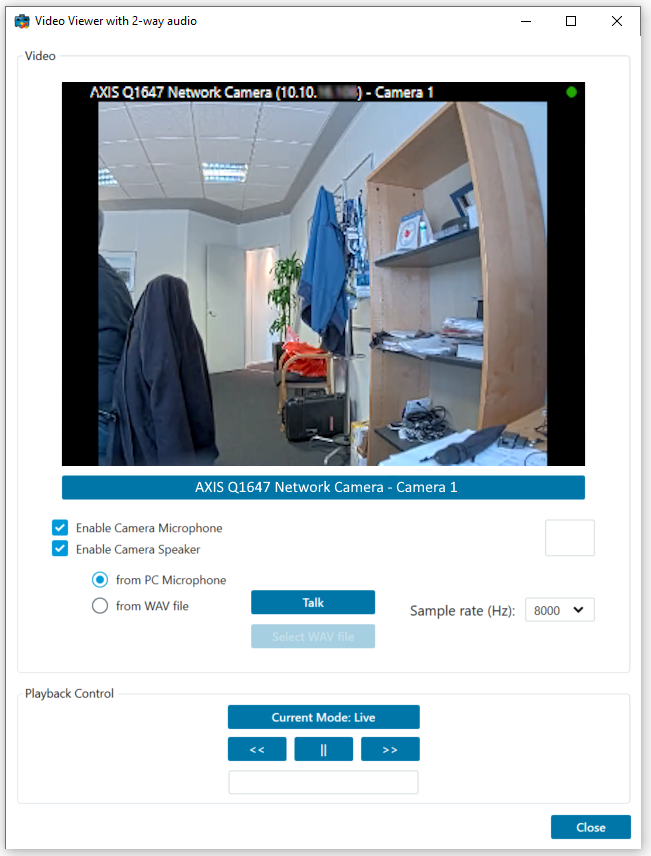 Video Viewer with 2-way audio
Video
AXIS Q1647 Network Camera (10.10. ) - Camera 1
AXIS Q1647 Network Camera - Camera 1
Enable Camera Microphone
Enable Camera Speaker
from PC Microphone
from WAV file
Talk
Select WAV file
Sample rate (Hz):
8000
Playback Control
Current Mode: Live
<<
||
>>
Close